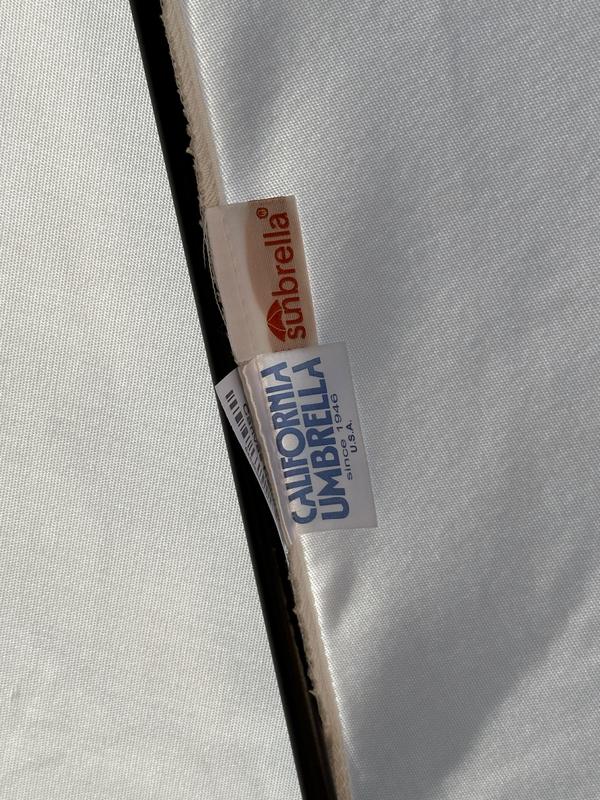 sunbrella®
CALIFORNIA
UMBRELLA
since 1946
U.S.A.